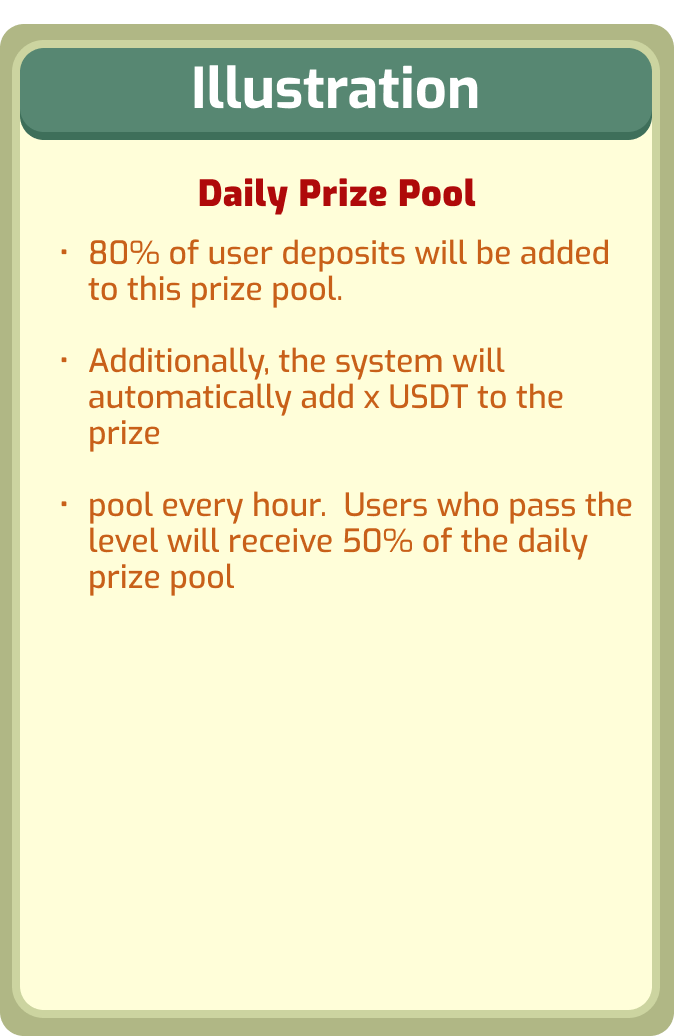 Illustration
Daily Prize Pool
· 80% of user deposits will be added
to this prize pool.
· Additionally, the system will
automatically add x USDT to the
prize
· pool every hour.  Users who pass the
level will receive 50% of the daily
prize pool